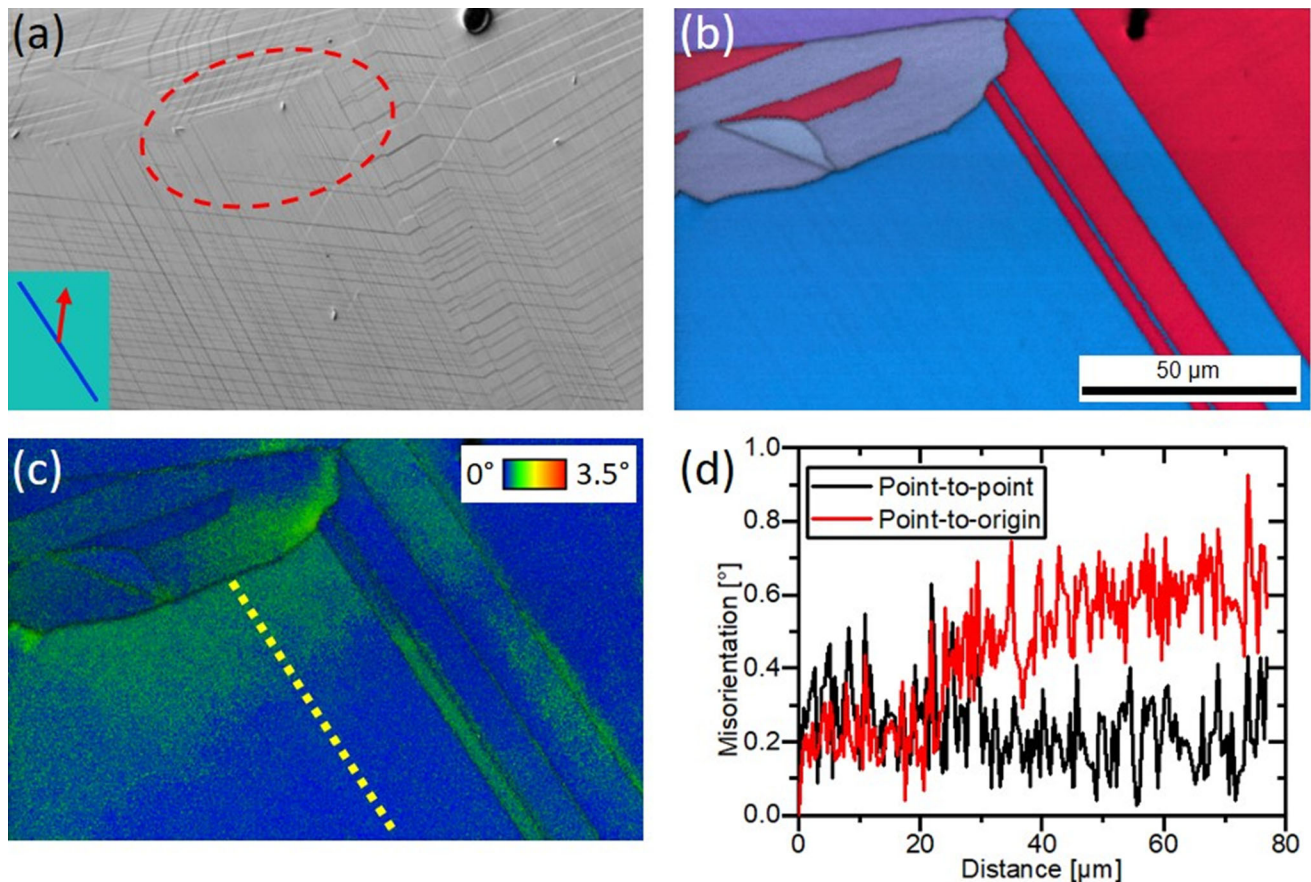 (a)
(b)
50 µm
(c)
0° 3.5°
(d)
1.0
0.8
0.6
0.4
0.2
0.0
Misorientation [°]
Point-to-point
Point-to-origin
0 20 40 60 80
Distance [µm]